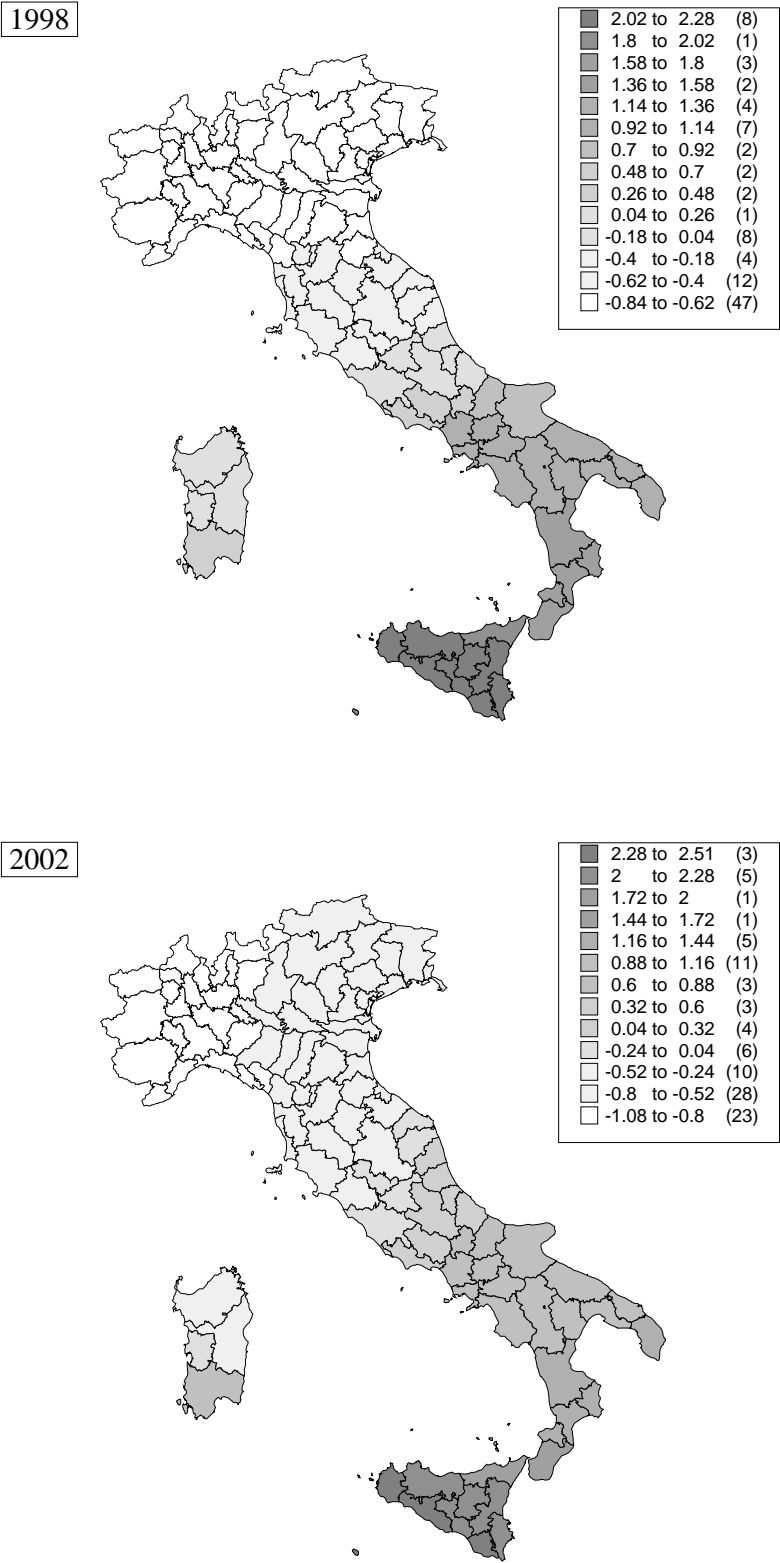 1998
2.02 to 2.28 (8)
1.8 to 2.02 (1)
1.58 to 1.8 (3)
1.36 to 1.58 (2)
1.14 to 1.36 (4)
0.92 to 1.14 (7)
0.7 to 0.92 (2)
0.48 to 0.7 (2)
0.26 to 0.48 (2)
0.04 to 0.26 (1)
-0.18 to 0.04 (8)
-0.4 to -0.18 (4)
-0.62 to -0.4 (12)
-0.84 to -0.62 (47)
2002
2.28 to 2.51 (3)
2 to 2.28 (5)
1.72 to 2 (1)
1.44 to 1.72 (1)
1.16 to 1.44 (5)
0.88 to 1.16 (11)
0.6 to 0.88 (3)
0.32 to 0.6 (3)
0.04 to 0.32 (4)
-0.24 to 0.04 (6)
-0.52 to -0.24 (10)
-0.8 to -0.52 (28)
-1.08 to -0.8 (23)